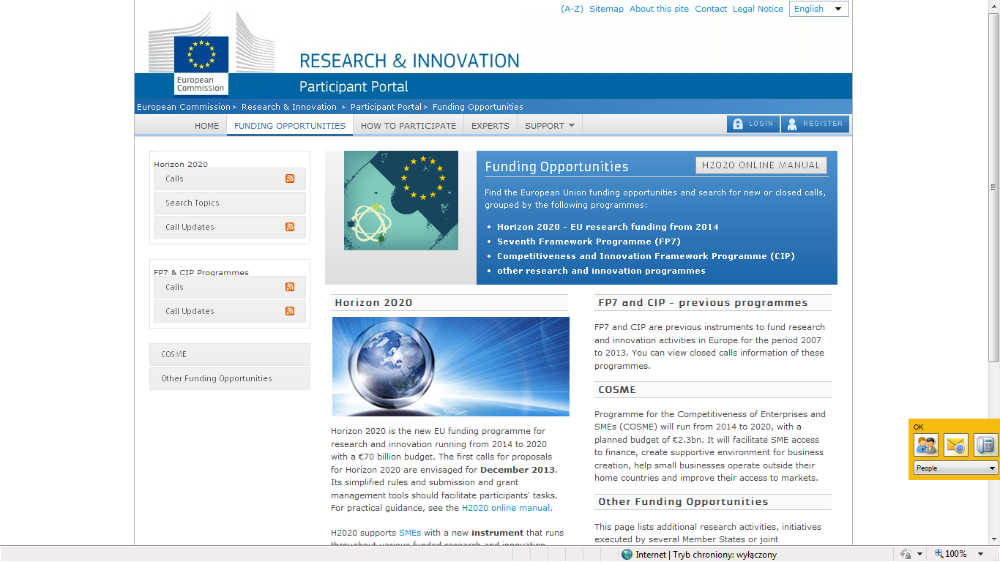 (A-Z) Sitemap About this site Contact Legal Notice English
European
Commission
RESEARCH & INNOVATION
Participant Portal
European Commission > Research & Innovation > Participant Portal > Funding Opportunities
HOME FUNDING OPPORTUNITIES HOW TO PARTICIPATE EXPERTS SUPPORT LOGIN REGISTER
Horizon 2020
Calls
Search Topics
Call Updates
FP7 & CIP Programmes
Calls
Call Updates
COSME
Other Funding Opportunities
Funding Opportunities H2020 ONLINE MANUAL
Find the European Union funding opportunities and search for new or closed calls,
grouped by the following programmes:
• Horizon 2020 - EU research funding from 2014
• Seventh Framework Programme (FP7)
• Competitiveness and Innovation Framework Programme (CIP)
• other research and innovation programmes
Horizon 2020
Horizon 2020 is the new EU funding programme for
research and innovation running from 2014 to 2020
with a €70 billion budget. The first calls for proposals
for Horizon 2020 are envisaged for December 2013.
Its simplified rules and submission and grant
management tools should facilitate participants' tasks.
For practical guidance, see the H2020 online manual.
H2020 supports SMEs with a new instrument that runs
throughout various funded research and innovation
FP7 and CIP - previous programmes
FP7 and CIP are previous instruments to fund research
and innovation activities in Europe for the period 2007
to 2013. You can view closed calls information of these
programmes.
COSME
Programme for the Competitiveness of Enterprises and
SMEs (COSME) will run from 2014 to 2020, with a
planned budget of €2.3bn. It will facilitate SME access
to finance, create supportive environment for business
creation, help small businesses operate outside their
home countries and improve their access to markets.
Other Funding Opportunities
This page lists additional research activities, initiatives
executed by several Member States or joint
OK
People
Internet | Tryb chroniony: wyłączony
100%